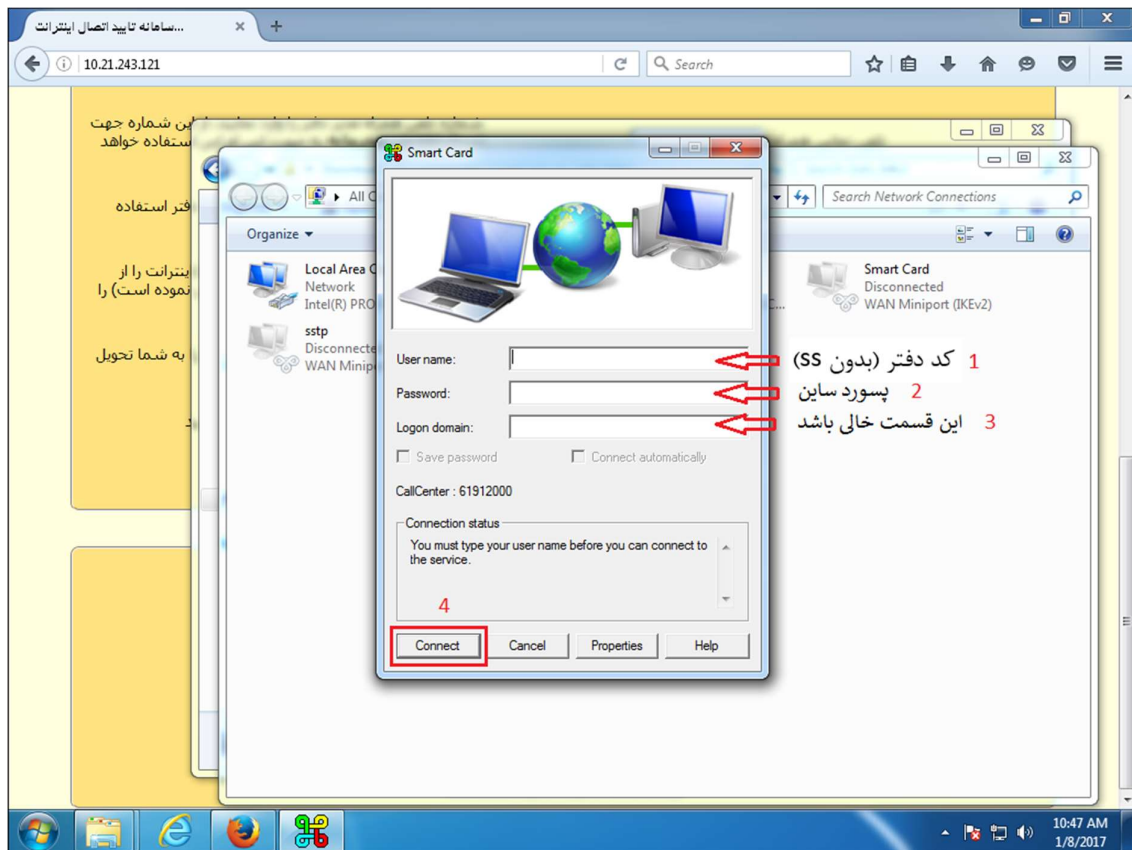 سامانه تایید اتصال اینترانت...
10.21.243.121
Search
این شماره جهت
استفاده خواهد
فتر استفاده
ینترانت را از
نموده است) را
به شما تحویل
د
All C
Search Network Connections
Organize
Local Area C
Network
Intel(R) PRO
sstp
Disconnecte
WAN Minip
C...
Smart Card
Disconnected
WAN Miniport (IKEv2)
Smart Card
User name:
Password:
Logon domain:
Save password
Connect automatically
CallCenter : 61912000
Connection status
You must type your user name before you can connect to
the service.
4
Connect
Cancel
Properties
Help
1 کد دفتر (بدون SS)
2 پسورد ساین
3 این قسمت خالی باشد
10:47 AM
1/8/2017